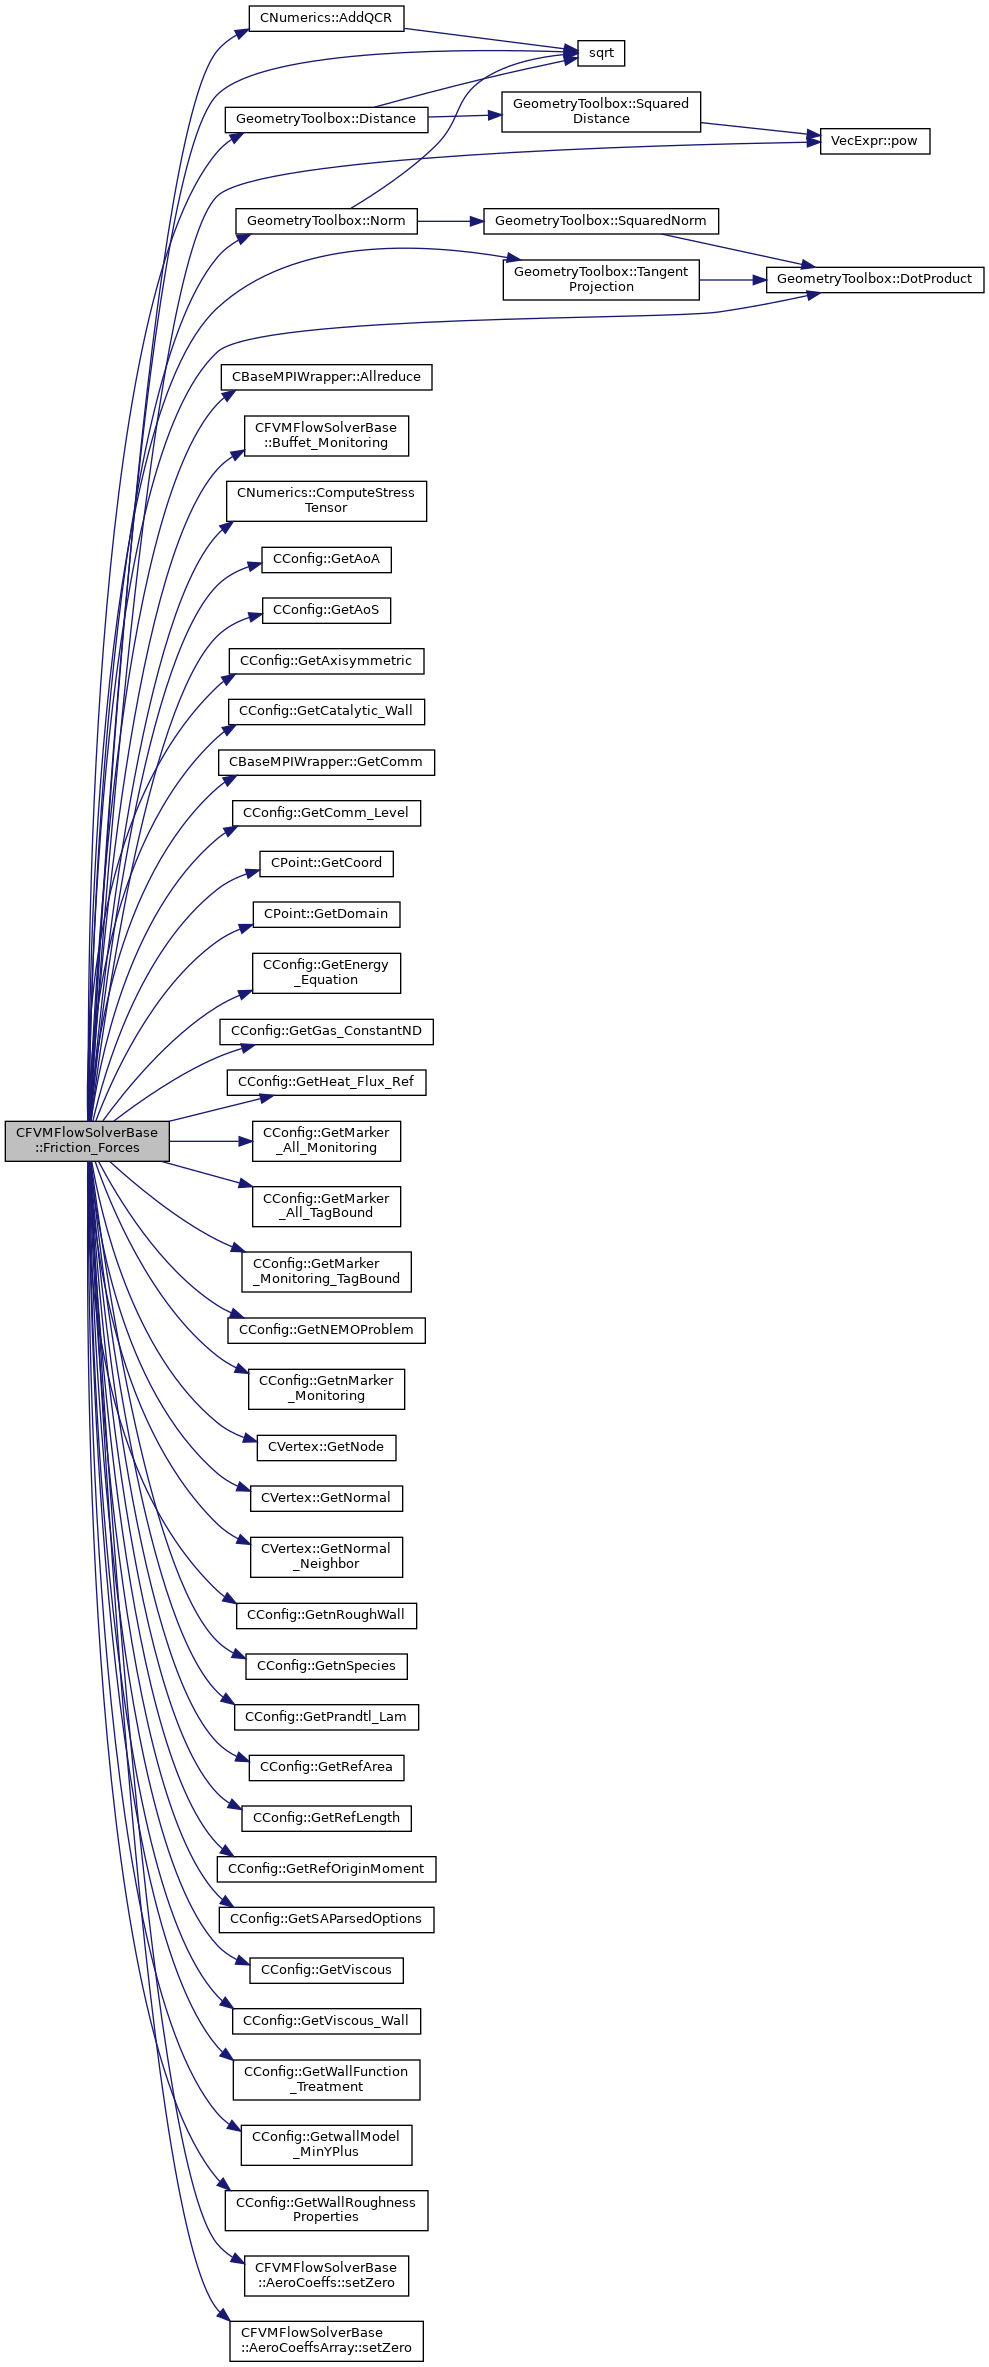 CNumerics::AddQCR
sqrt
GeometryToolbox::Distance
GeometryToolbox::Squared
Distance
VecExpr::pow
GeometryToolbox::Norm
GeometryToolbox::SquaredNorm
GeometryToolbox::Tangent
Projection
GeometryToolbox::DotProduct
CBaseMPIWrapper::Allreduce
CFVMFlowSolverBase
::Buffet_Monitoring
CNumerics::ComputeStress
Tensor
CConfig::GetAoA
CConfig::GetAoS
CConfig::GetAxisymmetric
CConfig::GetCatalytic_Wall
CBaseMPIWrapper::GetComm
CConfig::GetComm_Level
CPoint::GetCoord
CPoint::GetDomain
CConfig::GetEnergy
_Equation
CConfig::GetGas_ConstantND
CConfig::GetHeat_Flux_Ref
CFVMFlowSolverBase
::Friction_Forces
CConfig::GetMarker
_All_Monitoring
CConfig::GetMarker
_All_TagBound
CConfig::GetMarker
_Monitoring_TagBound
CConfig::GetNEMOProblem
CConfig::GetnMarker
_Monitoring
CVertex::GetNode
CVertex::GetNormal
CVertex::GetNormal
_Neighbor
CConfig::GetnRoughWall
CConfig::GetnSpecies
CConfig::GetPrandtl_Lam
CConfig::GetRefArea
CConfig::GetRefLength
CConfig::GetRefOriginMoment
CConfig::GetSAParsedOptions
CConfig::GetViscous
CConfig::GetViscous_Wall
CConfig::GetWallFunction
_Treatment
CConfig::GetwallModel
_MinYPlus
CConfig::GetWallRoughness
Properties
CFVMFlowSolverBase
::AeroCoeffs::setZero
CFVMFlowSolverBase
::AeroCoeffsArray::setZero